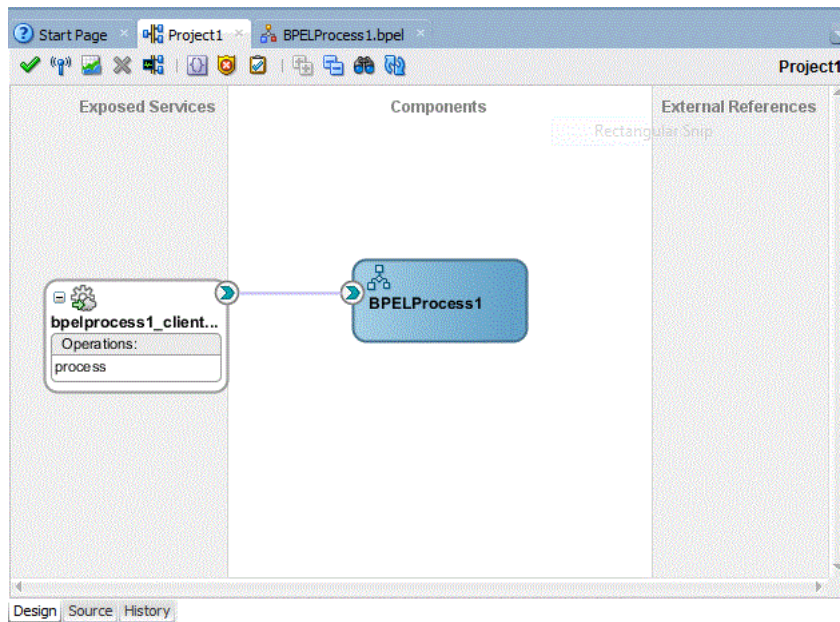 Start Page
Project1
BPELProcess1.bpel
Project1
Exposed Services
Components
External References
Rectangular Snip
BPELProcess1
bpelprocess1_client...
Operations:
process
Design
Source
History